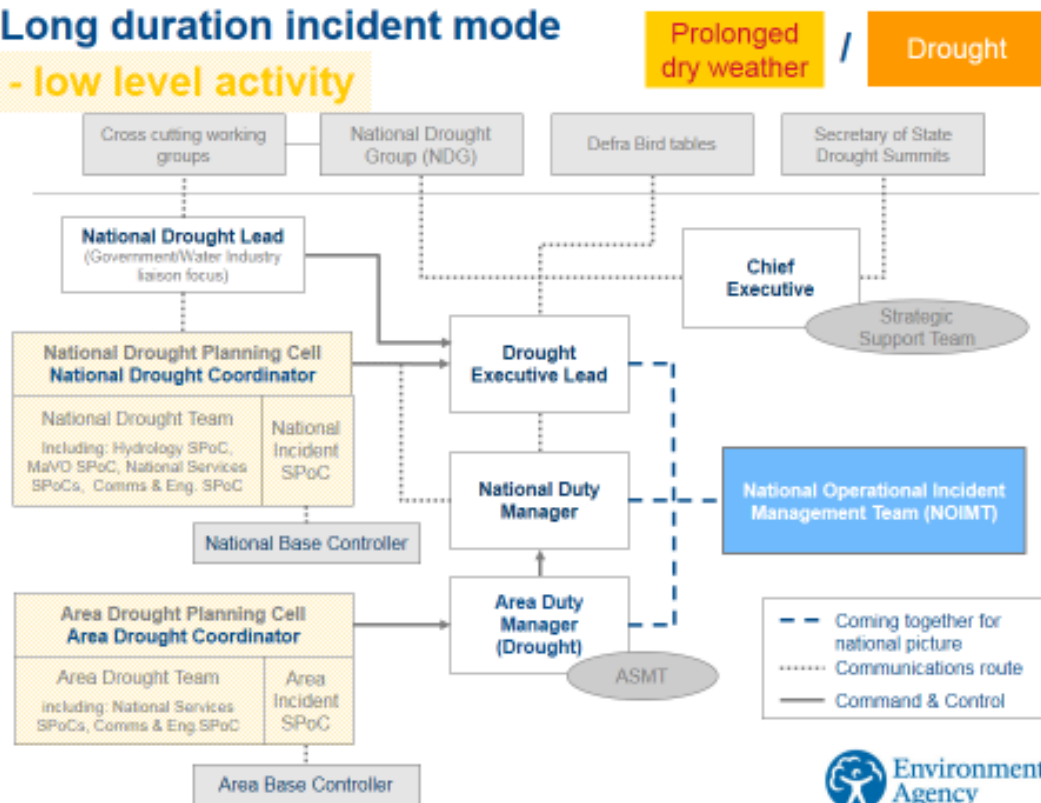 Long duration incident mode
- low level activity
Prolonged
dry weather
/
Drought
Cross cutting working
groups
National Drought
Group (NDG)
Defra Bird tables
Secretary of State
Drought Summits
National Drought Lead
(Government/Water Industry
liaison focus)
Chief
Executive
Strategic
Support Team
National Drought Planning Cell
National Drought Coordinator
National Drought Team
Including: Hydrology SPoC,
MaVO SPoC, National Services
SPoCs, Comms & Eng. SPoC
National
Incident
SPoC
National Base Controller
Drought
Executive Lead
National Duty
Manager
National Operational Incident
Management Team (NOIMT)
Area Drought Planning Cell
Area Drought Coordinator
Area Drought Team
including: National Services
SPoCs, Comms & Eng.SPoC
Area
Incident
SPoC
Area Base Controller
Area Duty
Manager
(Drought)
ASMT
Coming together for
national picture
Communications route
Command & Control
Environment
Agency